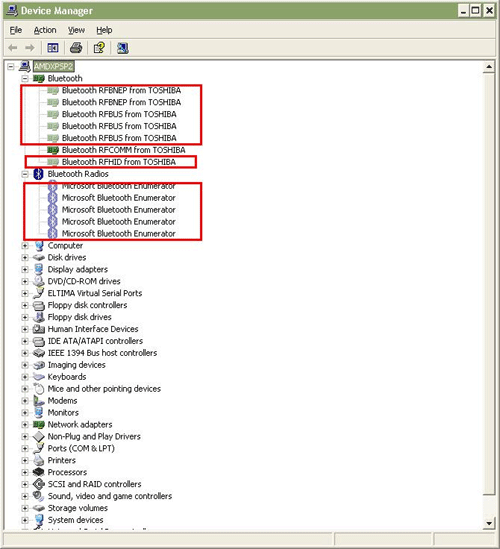 Device Manager
File Action View Help
AMDXPSP2
Bluetooth
Bluetooth RFBNEP from TOSHIBA
Bluetooth RFBNEP from TOSHIBA
Bluetooth RFBUS from TOSHIBA
Bluetooth RFBUS from TOSHIBA
Bluetooth RFBUS from TOSHIBA
Bluetooth RFCOMM from TOSHIBA
Bluetooth RFHID from TOSHIBA
Bluetooth Radios
Microsoft Bluetooth Enumerator
Microsoft Bluetooth Enumerator
Microsoft Bluetooth Enumerator
Microsoft Bluetooth Enumerator
Microsoft Bluetooth Enumerator
Computer
Disk drives
Display adapters
DVD/CD-ROM drives
ELTIMA Virtual Serial Ports
Floppy disk controllers
Floppy disk drives
Human Interface Devices
IDE ATA/ATAPI controllers
IEEE 1394 Bus host controllers
Imaging devices
Keyboards
Mice and other pointing devices
Modems
Monitors
Network adapters
Non-Plug and Play Drivers
Ports (COM & LPT)
Printers
Processors
SCSI and RAID controllers
Sound, video and game controllers
Storage volumes
System devices